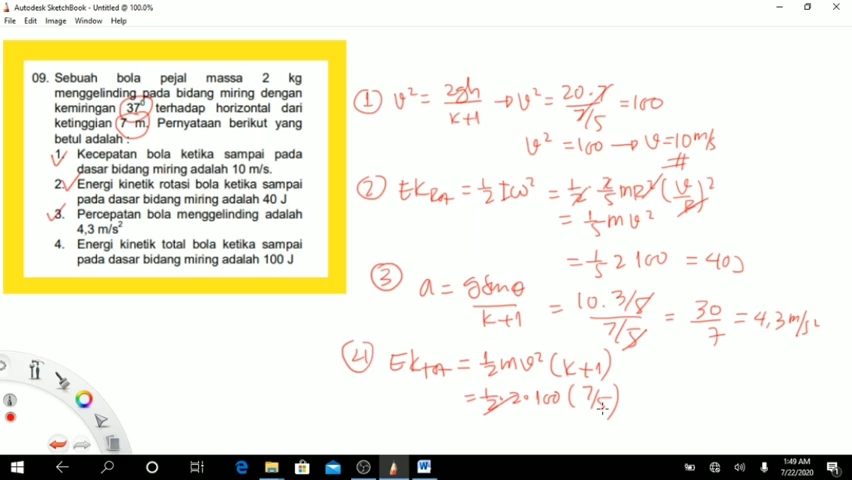 Autodesk SketchBook - Untitled @ 100.0%
File Edit Image Window Help
09. Sebuah bola pejal massa 2 kg
menggelinding pada bidang miring dengan
kemiringan 37⁰ terhadap horizontal dari
ketinggian 7 m. Pernyataan berikut yang
betul adalah :
1. Kecepatan bola ketika sampai pada
dasar bidang miring adalah 10 m/s.
2. Energi kinetik rotasi bola ketika sampai
pada dasar bidang miring adalah 40 J
3. Percepatan bola menggelinding adalah
4,3 m/s²
4. Energi kinetik total bola ketika sampai
pada dasar bidang miring adalah 100 J
① v² = 2gh/k+1 → v² = 20.7/7/5 = 100
v² = 100 → v = 10 m/s
#
② EK Rot = ½ Iω² = ½ 2/5 mR² (v/R)²
= 1/5 m v²
= 1/5 2 100 = 40J
③ a = g sin θ/k+1 = 10.3/5/7/5 = 30/7 = 4,3 m/s²
④ EK tot = ½ m v² (k+1)
= ½.2.100 (7/5)
1:49 AM
7/22/2020